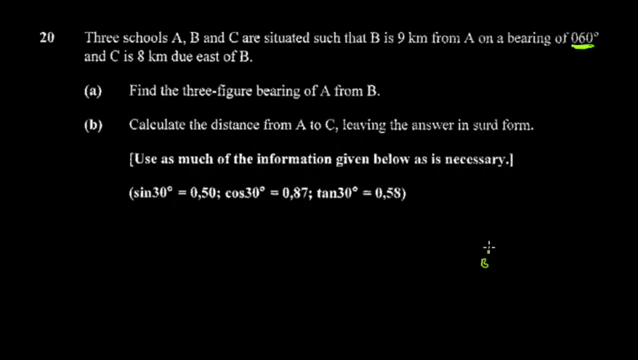 20 Three schools A, B and C are situated such that B is 9 km from A on a bearing of 060°
and C is 8 km due east of B.
(a) Find the three-figure bearing of A from B.
(b) Calculate the distance from A to C, leaving the answer in surd form.
[Use as much of the information given below as is necessary.]
(sin30° = 0,50; cos30° = 0,87; tan30° = 0,58)
B